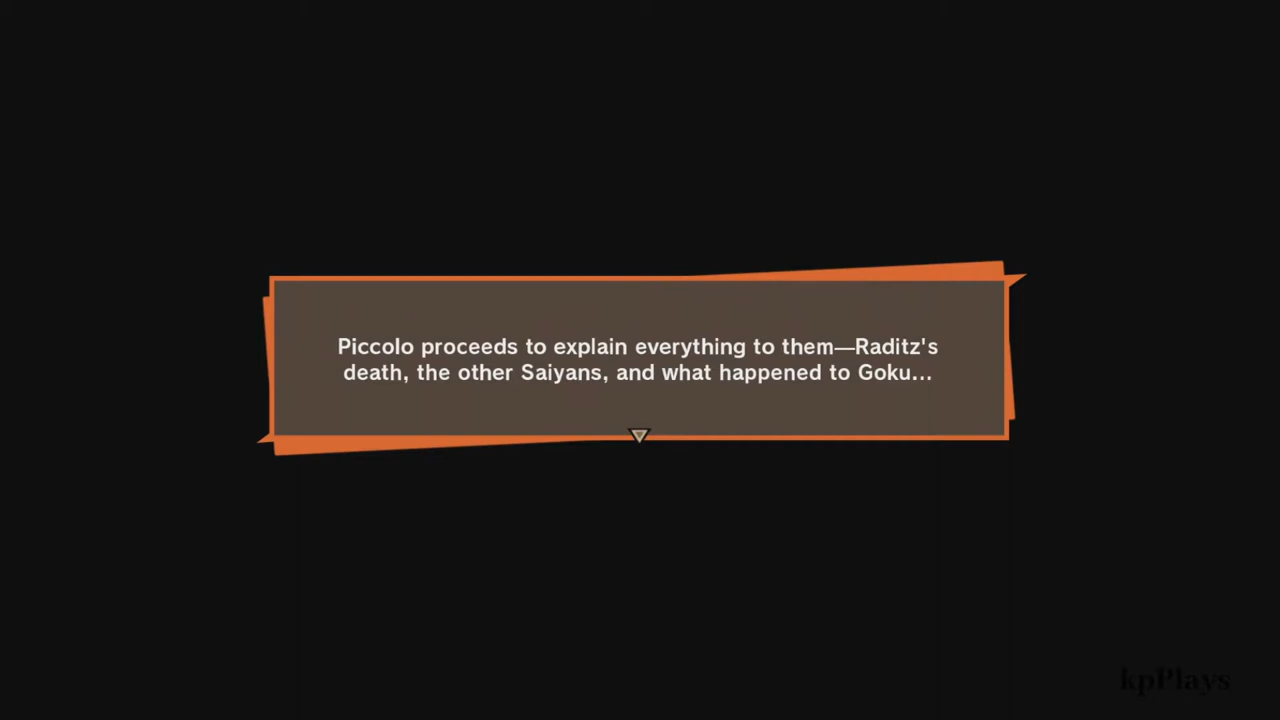 Piccolo proceeds to explain everything to them—Raditz's
death, the other Saiyans, and what happened to Goku...
kpPlays